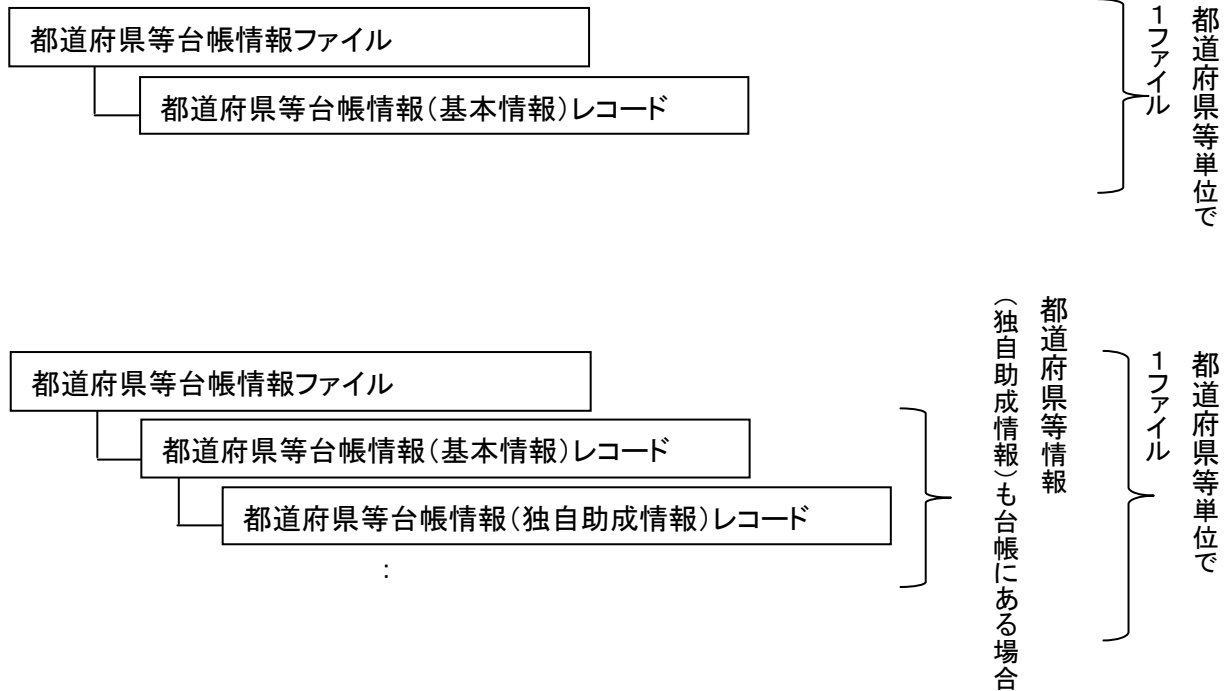 都道府県等台帳情報ファイル
都道府県等台帳情報（基本情報）レコード
都道府県等単位で
１ファイル
都道府県等台帳情報ファイル
都道府県等台帳情報（基本情報）レコード
都道府県等台帳情報（独自助成情報）レコード
：
都道府県等情報
（独自助成情報）も台帳にある場合
都道府県等単位で
１ファイル